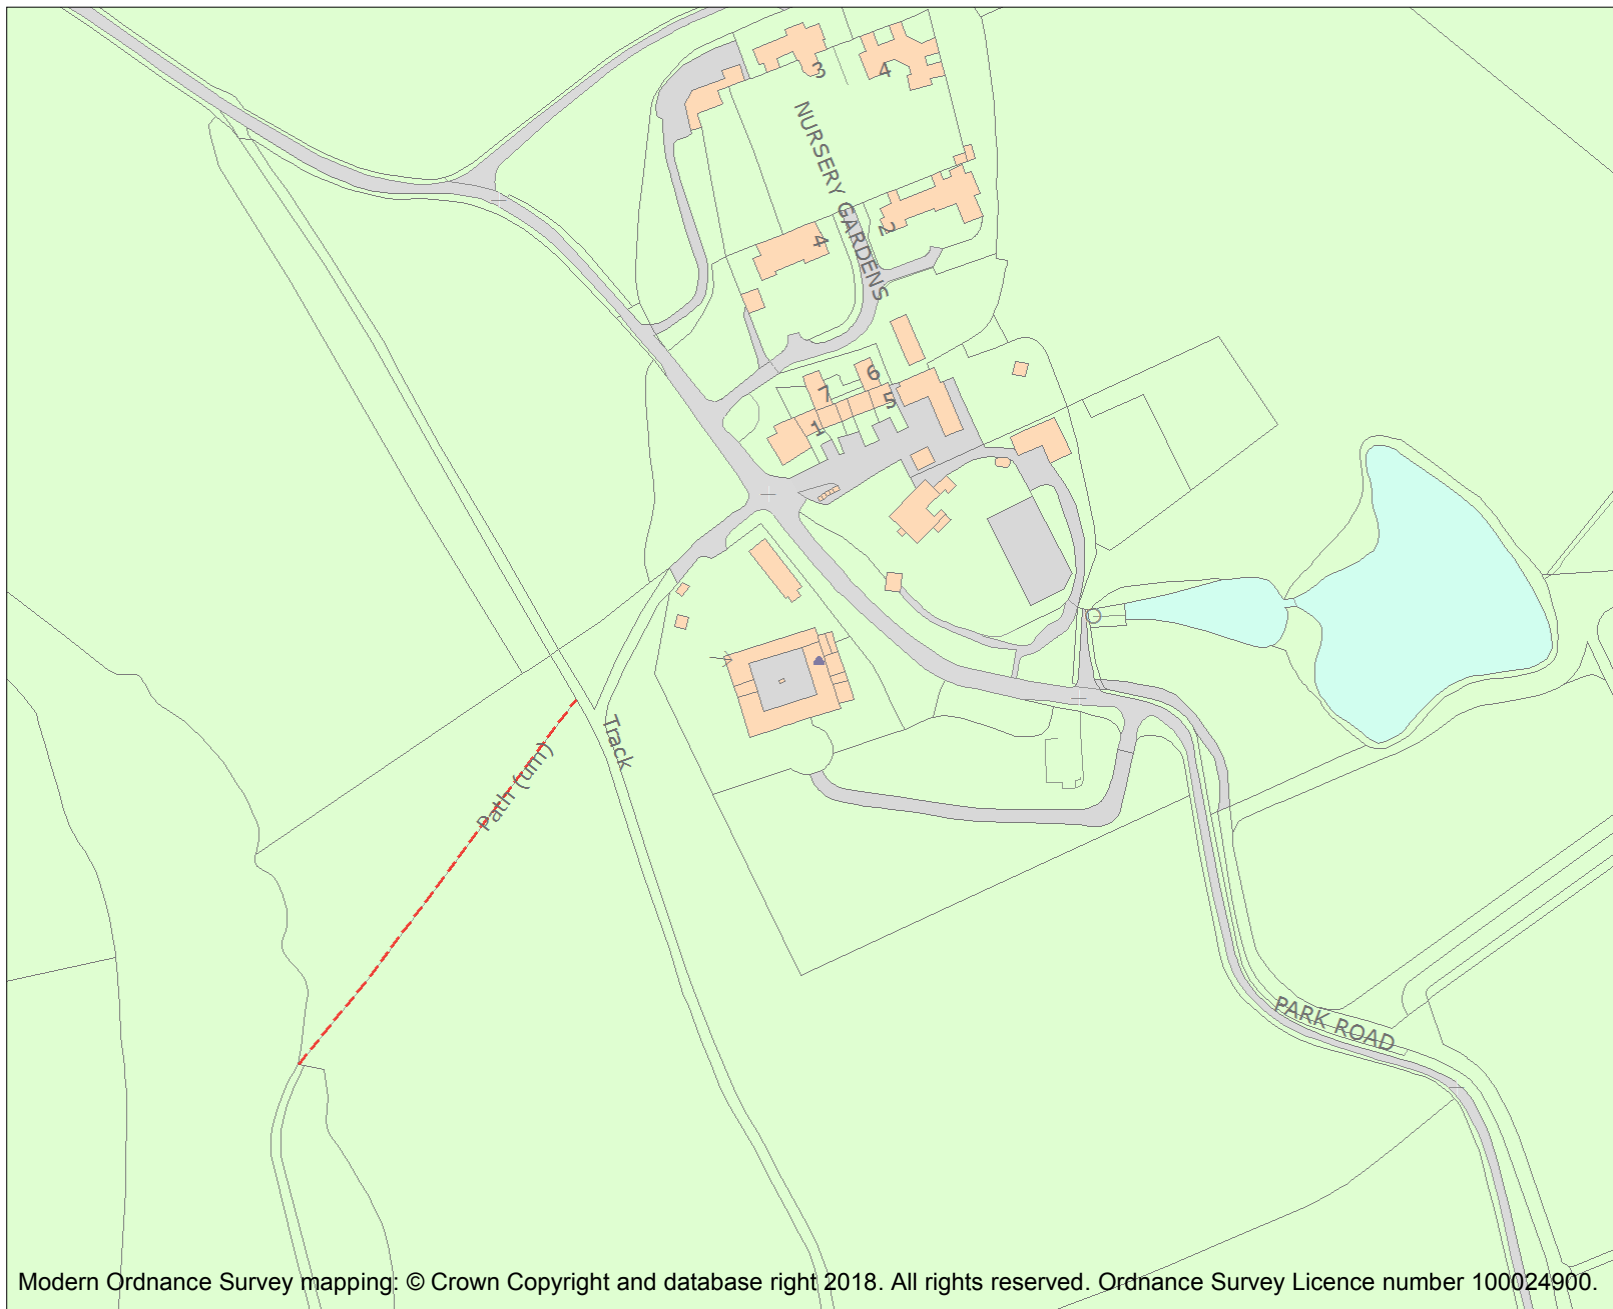 3
4
NURSERY GARDENS
4
2
6
7
5
1
Track
Path (um)
PARK ROAD
Modern Ordnance Survey mapping: © Crown Copyright and database right 2018. All rights reserved. Ordnance Survey Licence number 100024900.